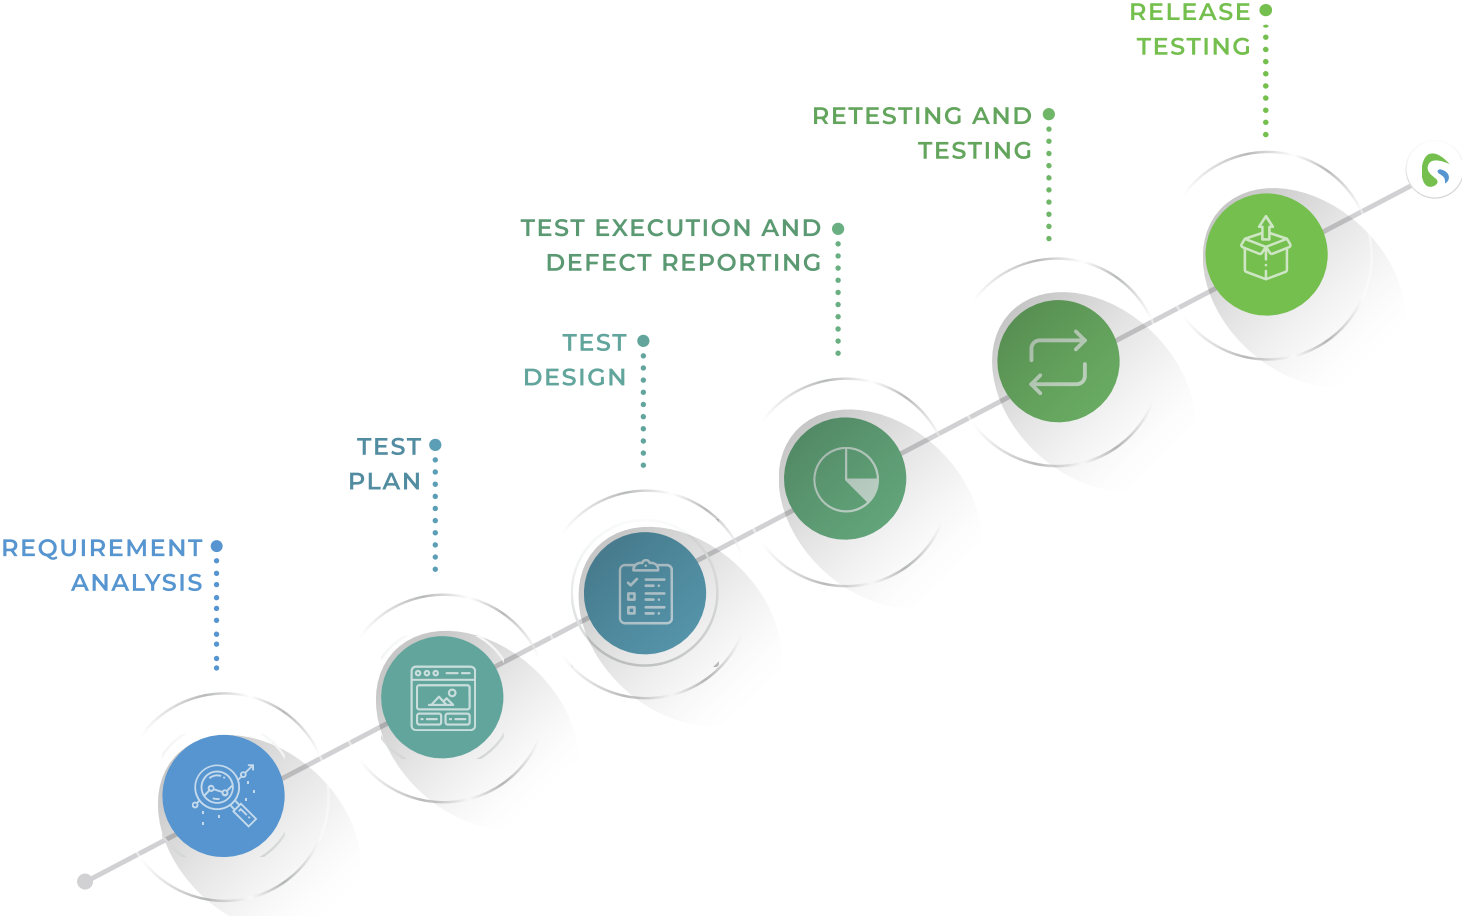 RELEASE
TESTING
RETESTING AND
TESTING
TEST EXECUTION AND
DEFECT REPORTING
TEST
DESIGN
TEST
PLAN
REQUIREMENT
ANALYSIS